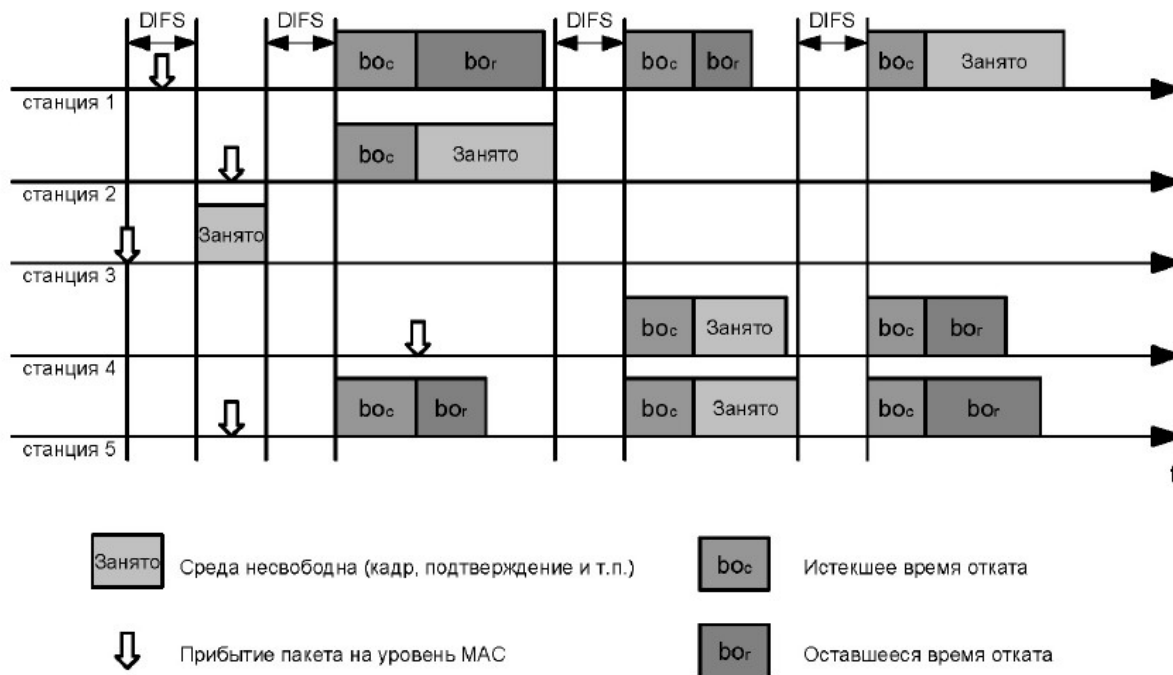 DIFS DIFS DIFS DIFS
boc bor boc bor boc Занято
станция 1
boc Занято
станция 2
Занято
станция 3
boc Занято boc bor
станция 4
boc bor boc Занято boc bor
станция 5
t
Занято Среда несвободна (кадр, подтверждение и т.п.)
boc Истекшее время отката
Прибытие пакета на уровень MAC
bor Оставшееся время отката